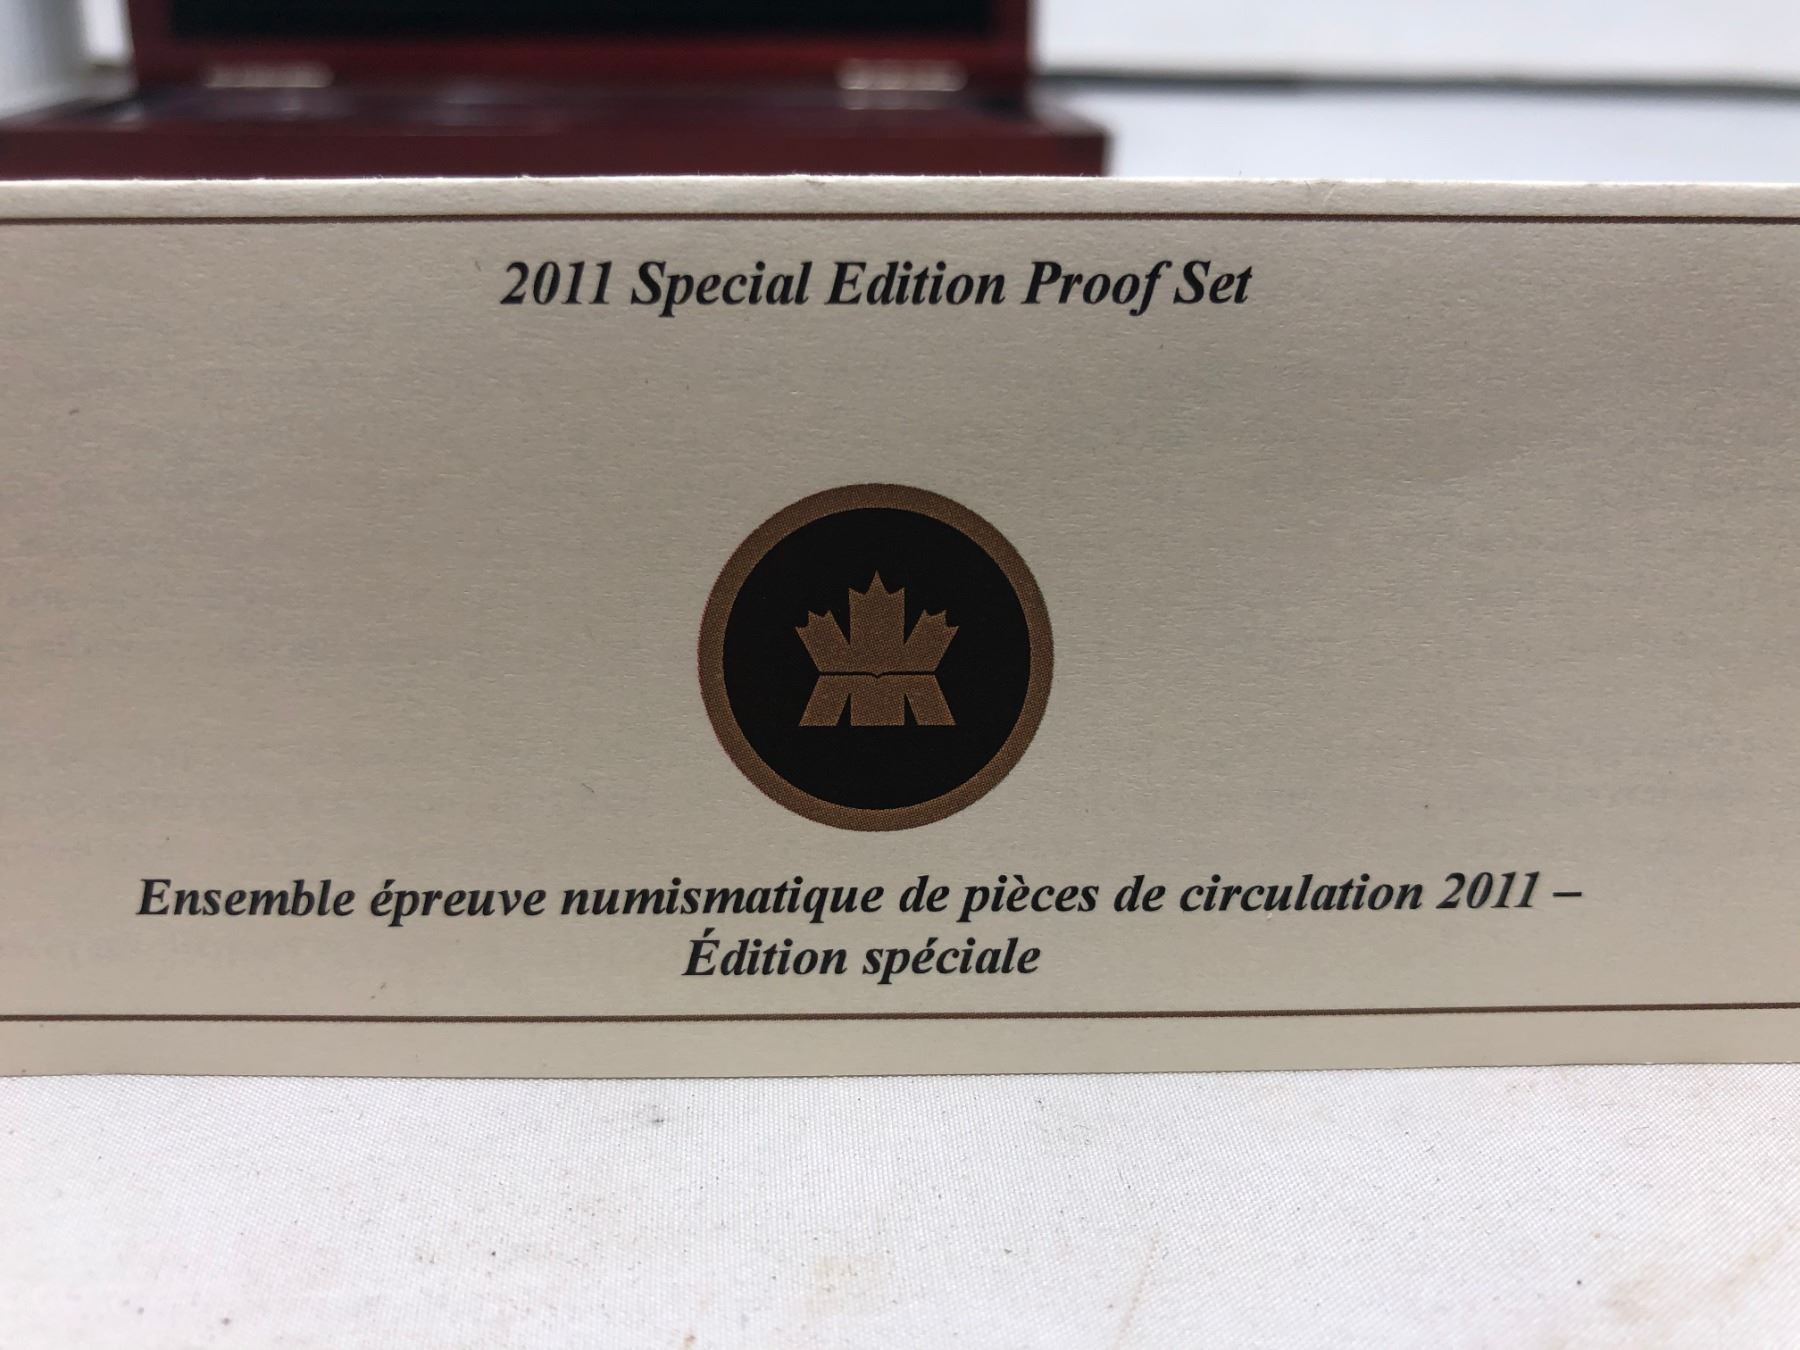 2011 Special Edition Proof Set
Ensemble épreuve numismatique de pièces de circulation 2011 –
Édition spéciale